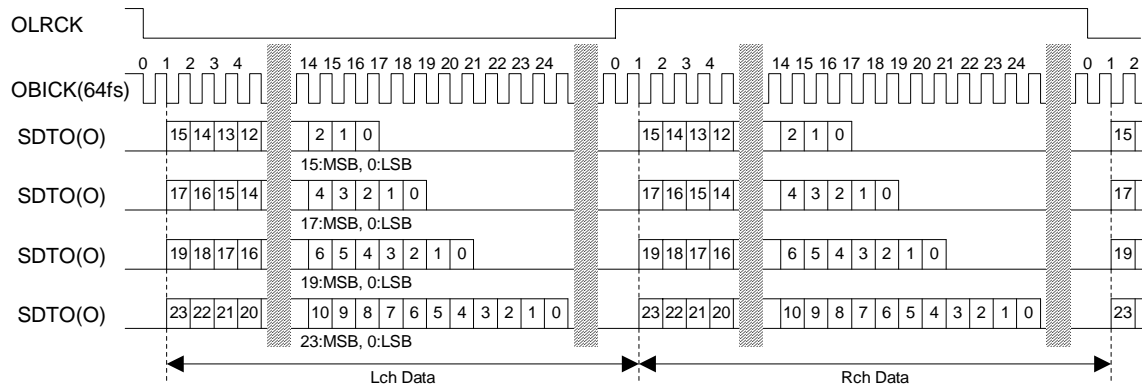 OLRCK
0 1 2 3 4 14 15 16 17 18 19 20 21 22 23 24 0 1 2 3 4 14 15 16 17 18 19 20 21 22 23 24 0 1 2
OBICK(64fs)
SDTO(O) 15 14 13 12 2 1 0 15 14 13 12 2 1 0 15
15:MSB, 0:LSB
SDTO(O) 17 16 15 14 4 3 2 1 0 17 16 15 14 4 3 2 1 0 17
17:MSB, 0:LSB
SDTO(O) 19 18 17 16 6 5 4 3 2 1 0 19 18 17 16 6 5 4 3 2 1 0 19
19:MSB, 0:LSB
SDTO(O) 23 22 21 20 10 9 8 7 6 5 4 3 2 1 0 23 22 21 20 10 9 8 7 6 5 4 3 2 1 0 23
23:MSB, 0:LSB
Lch Data Rch Data